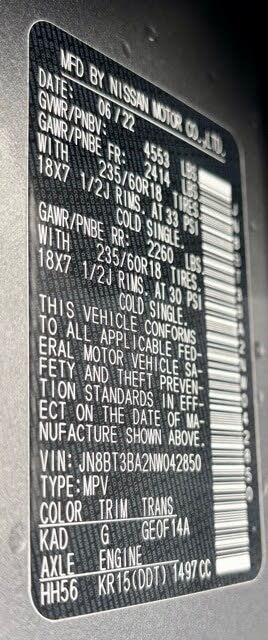 MFD BY NISSAN MOTOR CO.,LTD.
DATE: 06/22
GVWR/PNBV: 4553 LBS
GAWR/PNBE FR: 2414 LBS
WITH 235/60R18 TIRES.
18X7 1/2J RIMS. AT 33 PSI
COLD SINGLE.
GAWR/PNBE RR: 2260 LBS
WITH 235/60R18 TIRES.
18X7 1/2J RIMS. AT 30 PSI
COLD SINGLE.
THIS VEHICLE CONFORMS
TO ALL APPLICABLE FED-
ERAL MOTOR VEHICLE SA-
FETY AND THEFT PREVEN-
TION STANDARDS IN EFF-
ECT ON THE DATE OF MA-
NUFACTURE SHOWN ABOVE.
VIN: JN8BT3BA2NW042850
TYPE:MPV
COLOR TRIM TRANS
KAD G GE0F14A
AXLE ENGINE
HH56 KR15(DDT) 1497CC